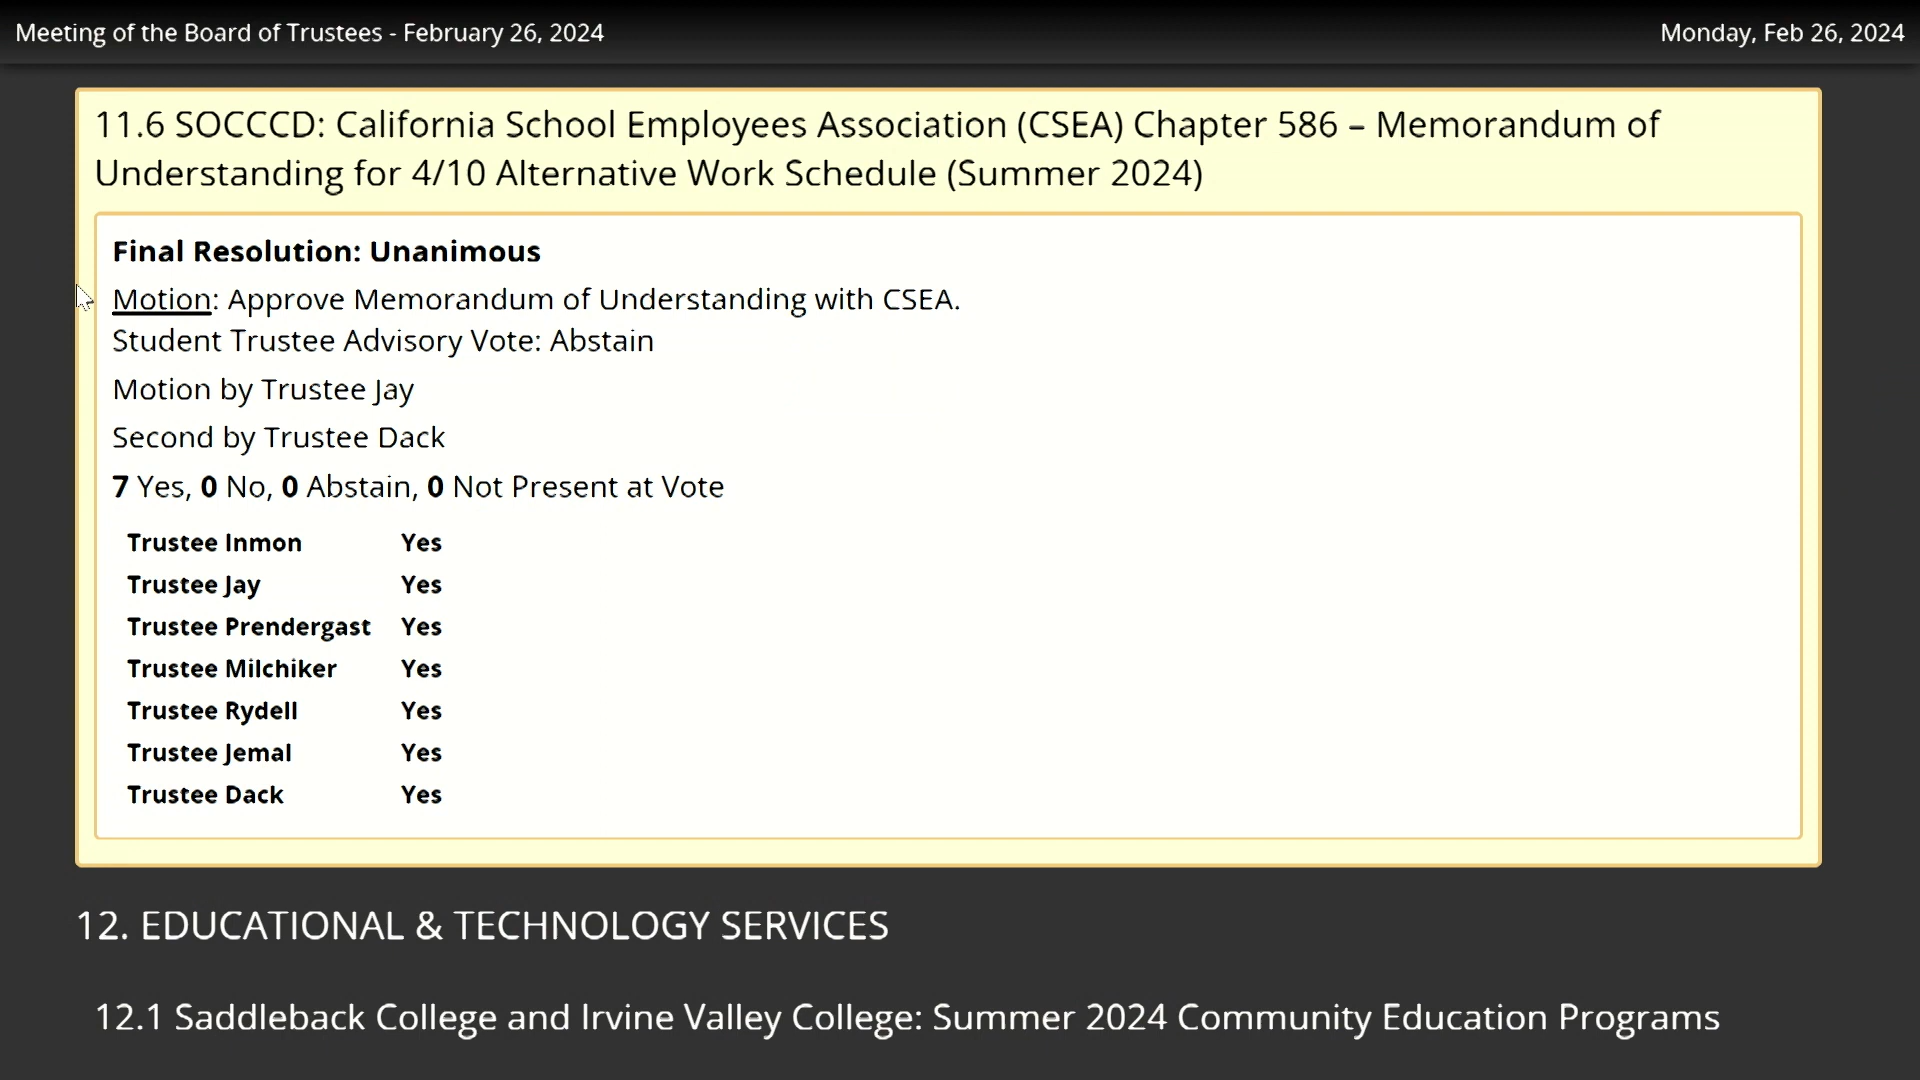 Meeting of the Board of Trustees - February 26, 2024
Monday, Feb 26, 2024
11.6 SOCCCD: California School Employees Association (CSEA) Chapter 586 – Memorandum of
Understanding for 4/10 Alternative Work Schedule (Summer 2024)
Final Resolution: Unanimous
Motion: Approve Memorandum of Understanding with CSEA.
Student Trustee Advisory Vote: Abstain
Motion by Trustee Jay
Second by Trustee Dack
7 Yes, 0 No, 0 Abstain, 0 Not Present at Vote
Trustee Inmon Yes
Trustee Jay Yes
Trustee Prendergast Yes
Trustee Milchiker Yes
Trustee Rydell Yes
Trustee Jemal Yes
Trustee Dack Yes
12. EDUCATIONAL & TECHNOLOGY SERVICES
12.1 Saddleback College and Irvine Valley College: Summer 2024 Community Education Programs